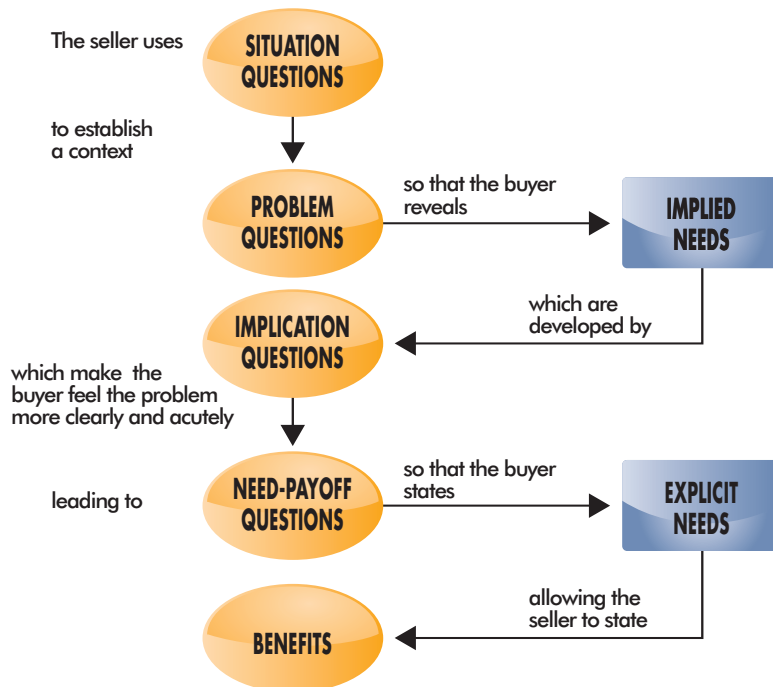 The seller uses
SITUATION
QUESTIONS
to establish
a context
PROBLEM
QUESTIONS
so that the buyer
reveals
IMPLIED
NEEDS
which are
developed by
IMPLICATION
QUESTIONS
which make the
buyer feel the problem
more clearly and acutely
leading to
NEED-PAYOFF
QUESTIONS
so that the buyer
states
EXPLICIT
NEEDS
allowing the
seller to state
BENEFITS